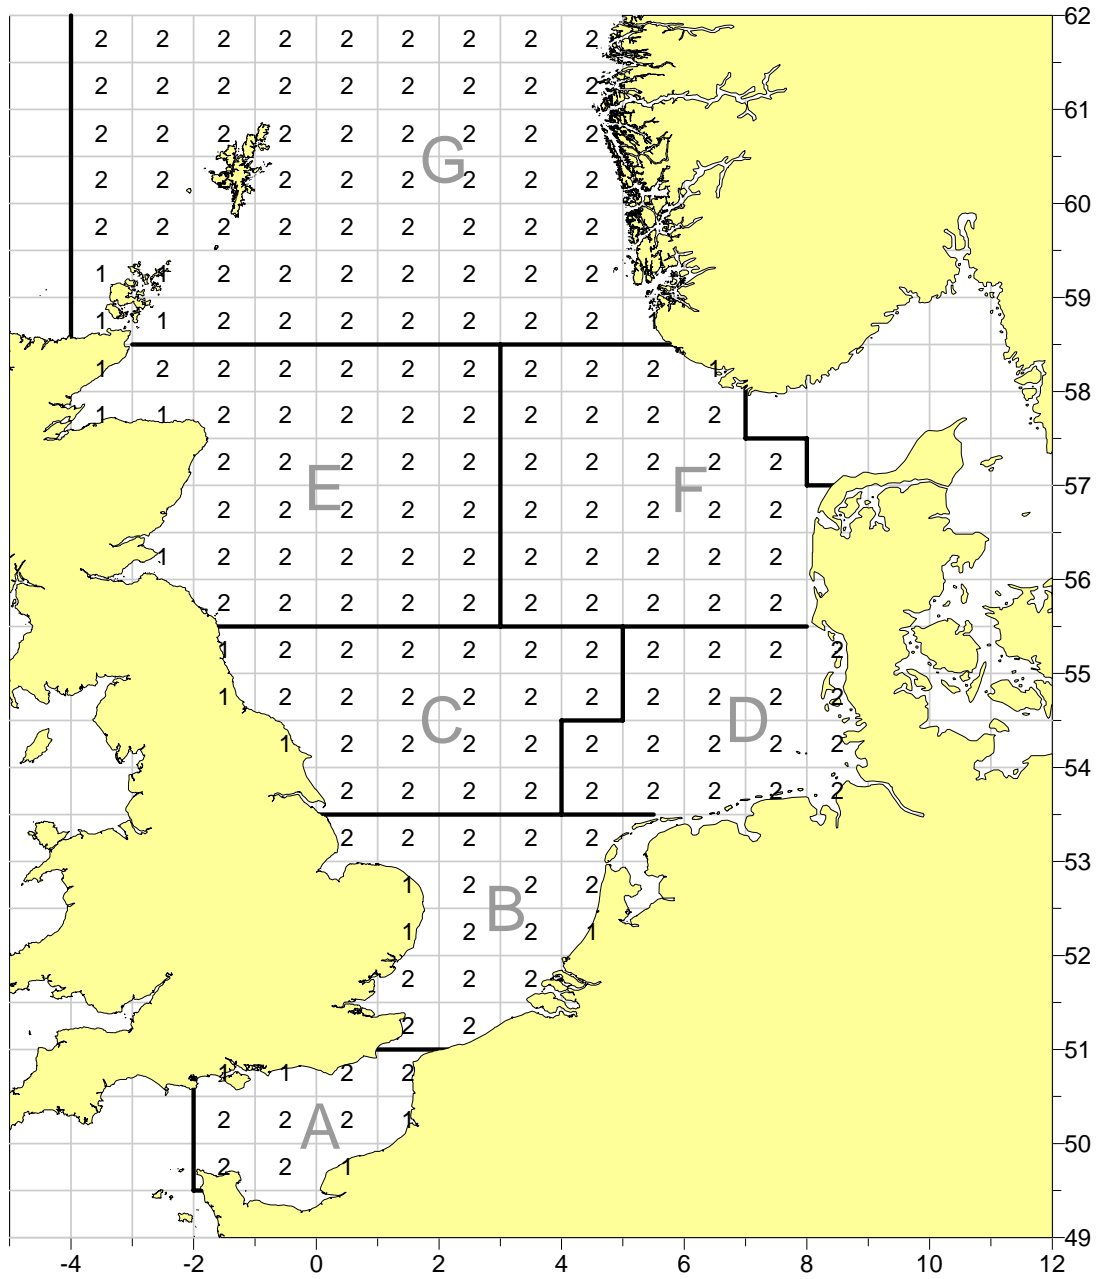 62
2 2 2 2 2 2 2 2 2
2 2 2 2 2 2 2 2 2
61
2 2 2 2 2 2 2 2 2
G
2 2 2 2 2 2 2 2
60
2 2 2 2 2 2 2 2 2
1 1 2 2 2 2 2 2 2
59
1 1 2 2 2 2 2 2 2 1
1 2 2 2 2 2 2 2 2 2 1
58
1 1 2 2 2 2 2 2 2 2 2
2 2 2 2 2 2 2 2 2 2
E F
57
2 2 2 2 2 2 2 2 2 2
1 2 2 2 2 2 2 2 2 2 2
56
2 2 2 2 2 2 2 2 2 2
1 2 2 2 2 2 2 2 2 2 2
55
1 2 2 2 2 2 2 2 2 2 2
C D
1 2 2 2 2 2 2 2 2 2
54
2 2 2 2 2 2 2 2 2
2 2 2 2 2
53
1 2 2 2
B
1 2 2 1
52
2 2 2
2 2
51
1 1 2 2
2 2 2 1
A
50
2 2 1
49
-4 -2 0 2 4 6 8 10 12